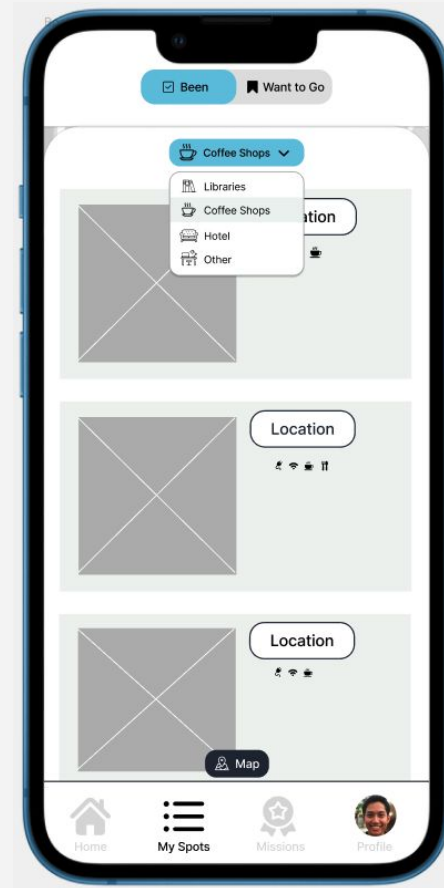 Been
Want to Go
Coffee Shops
Libraries
Coffee Shops
Hotel
Other
ation
Location
Location
Map
Home
My Spots
Missions
Profile